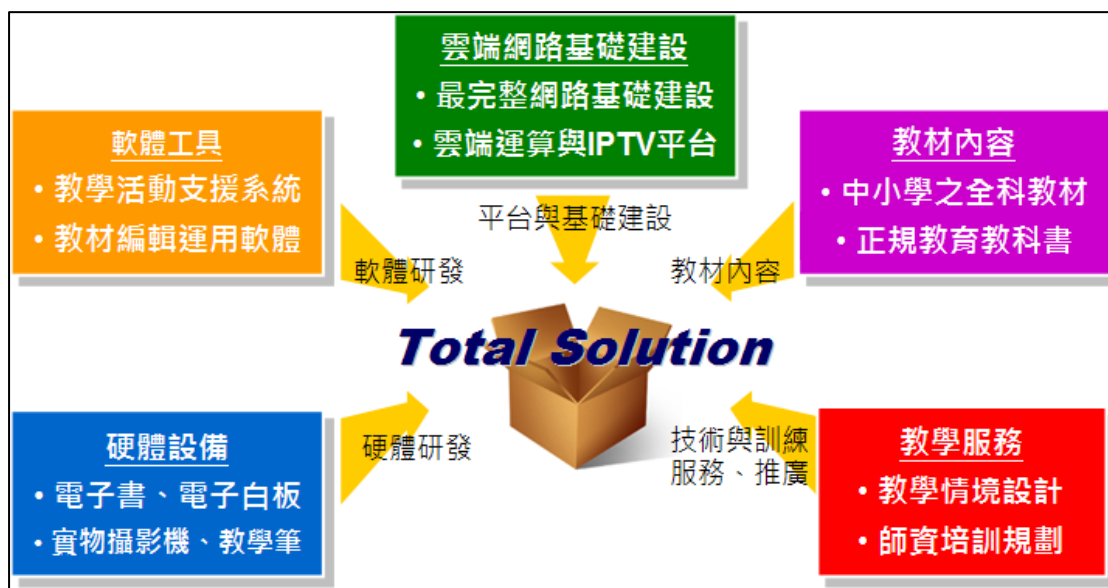 雲端網路基礎建設
• 最完整網路基礎建設
• 雲端運算與IPTV平台
軟體工具
• 教學活動支援系統
• 教材編輯運用軟體
教材內容
• 中小學之全科教材
• 正規教育教科書
平台與基礎建設
軟體研發
教材內容
Total Solution
硬體設備
• 電子書、電子白板
• 實物攝影機、教學筆
硬體研發
技術與訓練
服務、推廣
教學服務
• 教學情境設計
• 師資培訓規劃